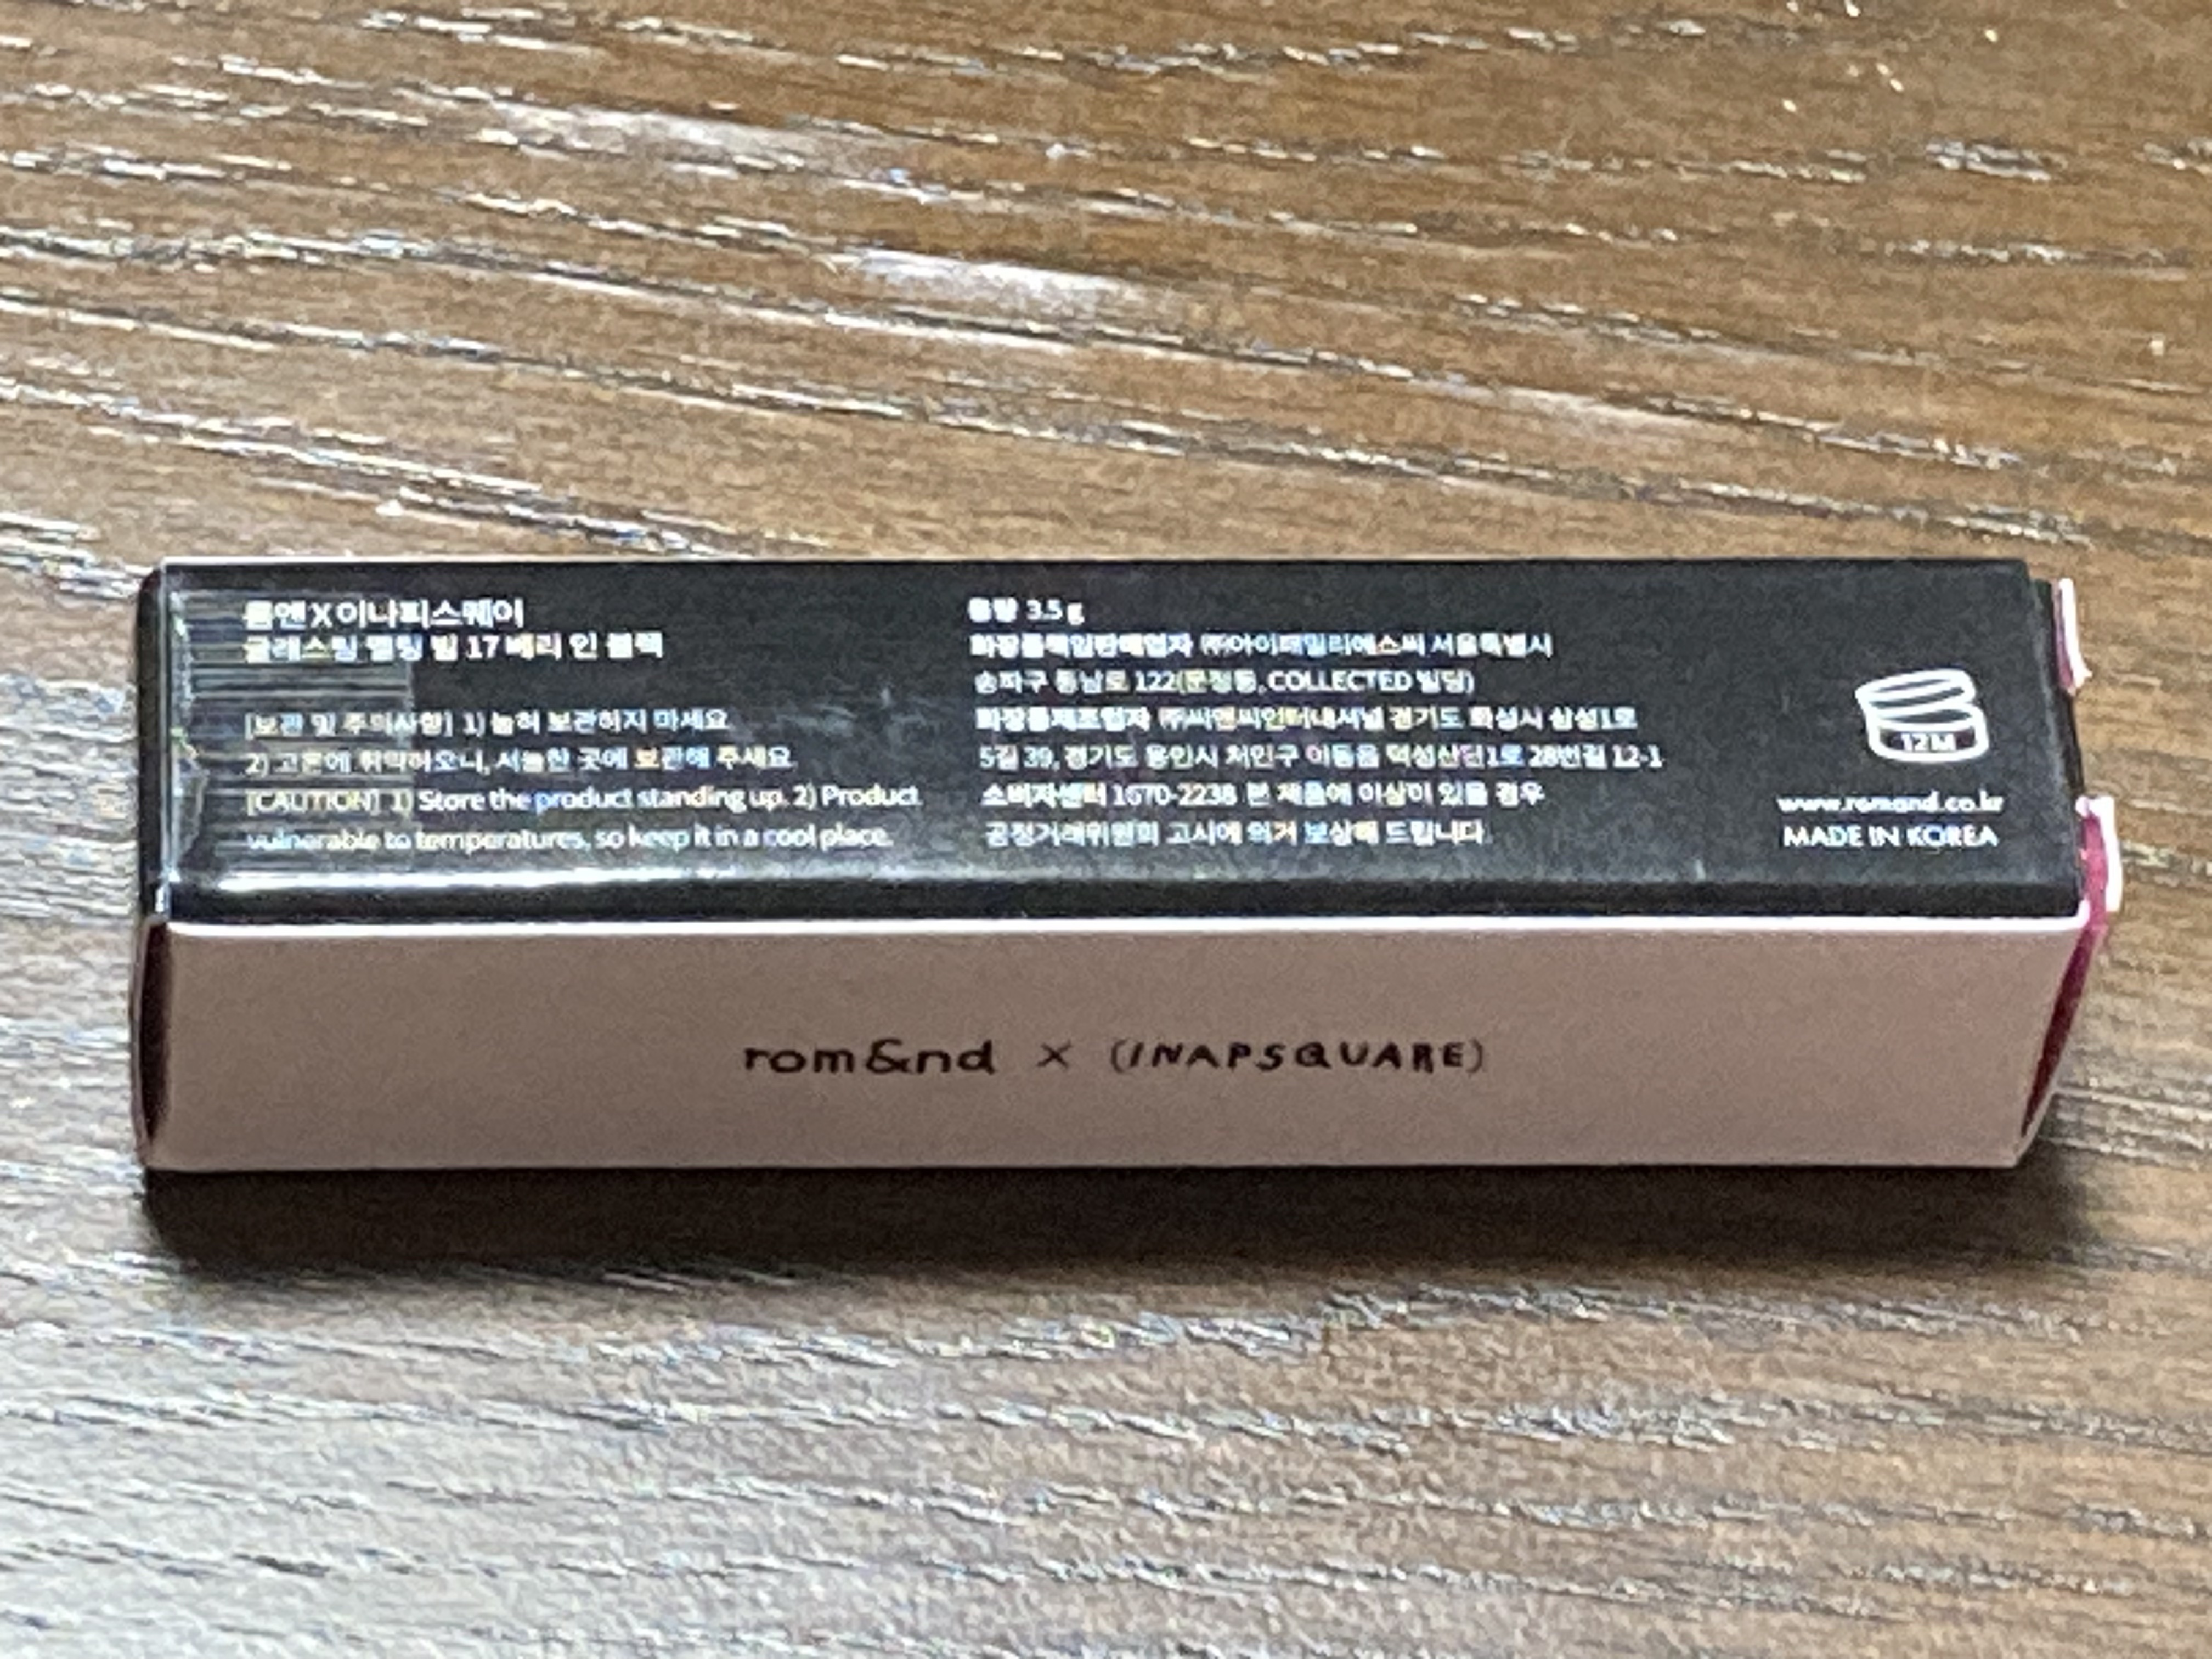 롬앤X이나피스퀘어
글래스팅 멜팅 밤 17 베리 인 블랙
[보관 및 주의사항] 1) 눕혀 보관하지 마세요.
2) 고온에 취약하오니, 서늘한 곳에 보관해 주세요.
[CAUTION] 1) Store the product standing up. 2) Product
vulnerable to temperatures, so keep it in a cool place.
용량 3.5 g
화장품책임판매업자 ㈜아이패밀리에스씨 서울특별시
송파구 동남로 122(문정동, COLLECTED 빌딩)
화장품제조업자 ㈜씨앤씨인터내셔널 경기도 화성시 삼성1로
5길 39, 경기도 용인시 처인구 이동읍 덕성산단1로 28번길 12-1
소비자센터 1670-2238 본 제품에 이상이 있을 경우
공정거래위원회 고시에 의거 보상해 드립니다.
12M
www.romand.co.kr
MADE IN KOREA
rom&nd X (INAPSQUARE)